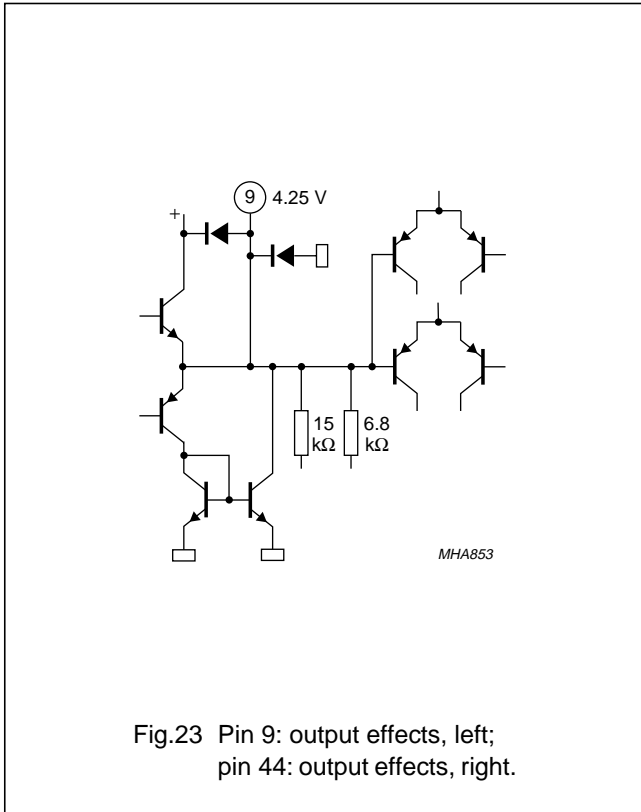 9 4.25 V
+
15
kΩ
6.8
kΩ
MHA853
Fig.23 Pin 9: output effects, left;
pin 44: output effects, right.